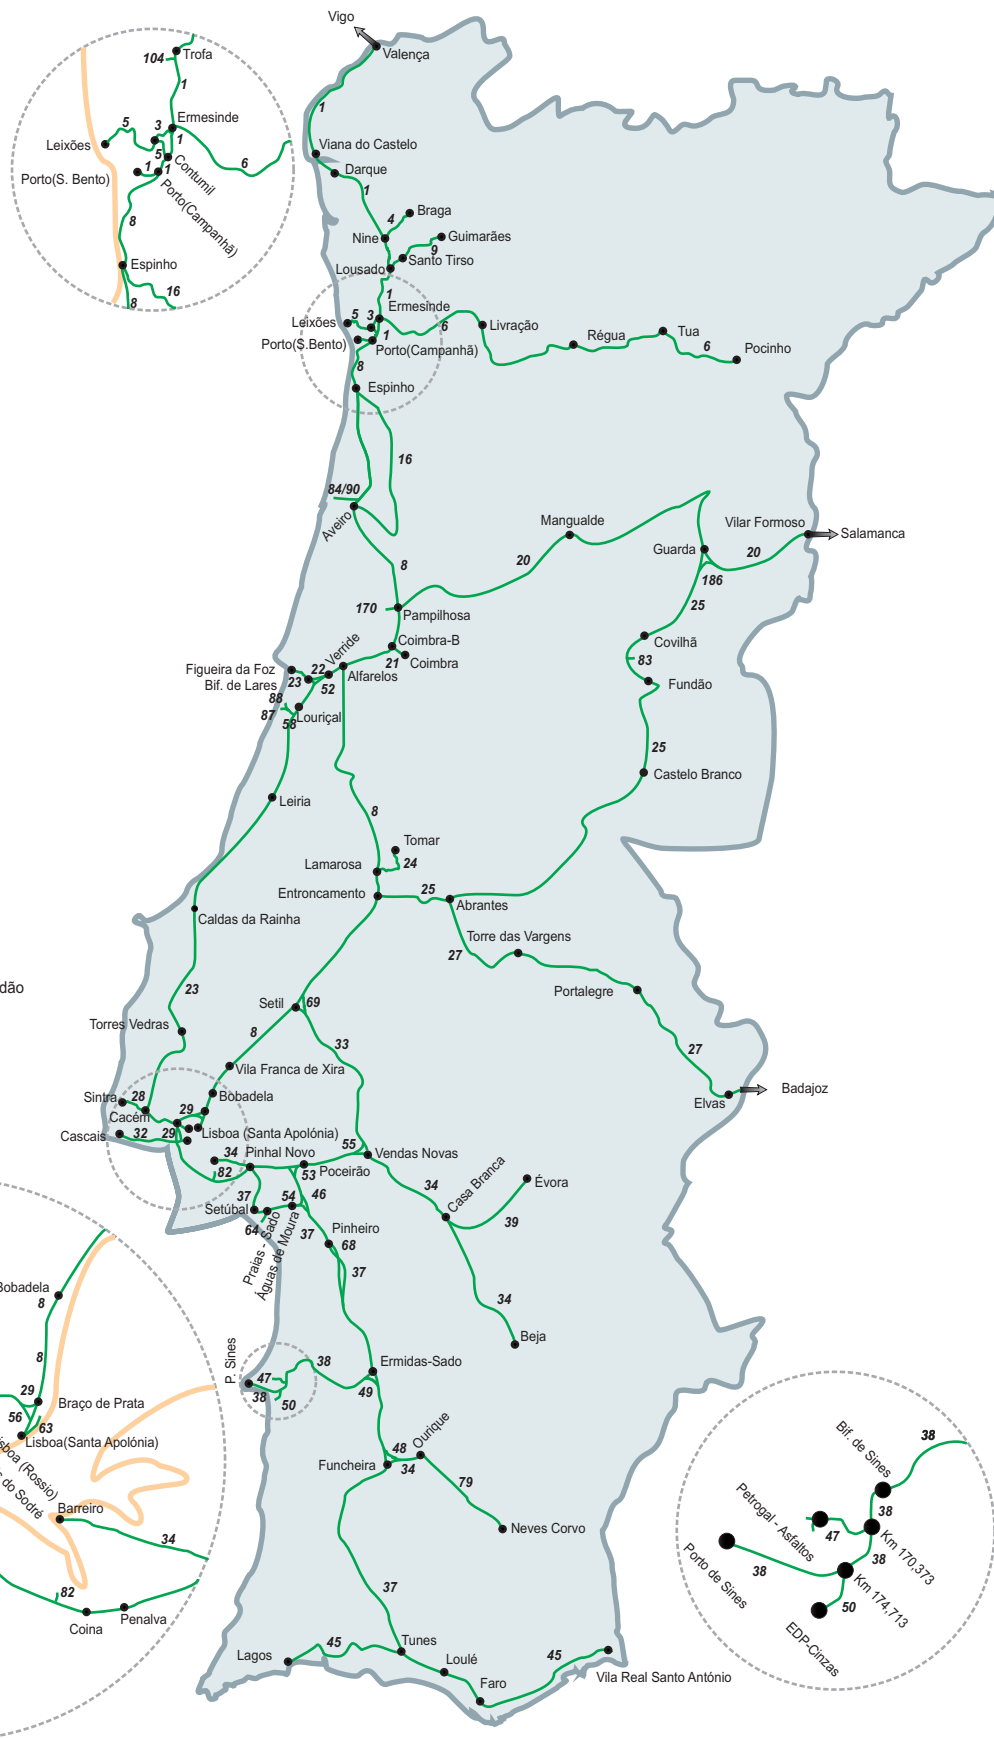 Vigo
Valença
1
Viana do Castelo
Darque
1
Braga
4
Nine
Guimarães
9
Santo Tirso
Lousado
1
Ermesinde
Leixões
5
3
6
Livração
Porto(S.Bento)
1
Porto(Campanhã)
8
Régua
Tua
6
Pocinho
Espinho
16
84/90
Aveiro
8
Mangualde
20
Guarda
Vilar Formoso
Salamanca
20
186
25
170
Pampilhosa
Coimbra-B
21
Coimbra
Covilhã
83
Fundão
Verride
Figueira da Foz
22
Bif. de Lares
23
52
Alfarelos
88
87
58
Louriçal
25
Castelo Branco
Leiria
8
Tomar
Lamarosa
24
Entroncamento
25
Abrantes
Caldas da Rainha
Torre das Vargens
27
Portalegre
23
Setil
69
Torres Vedras
8
33
27
Vila Franca de Xira
Elvas
Badajoz
Sintra
28
Bobadela
Cacém
29
Cascais
32
29
Lisboa (Santa Apolónia)
34
Pinhal Novo
55
Vendas Novas
82
53
Poceirão
34
Casa Branca
Évora
39
37
54
46
Setúbal
64
Praias - Sado
Águas de Moura
37
Pinheiro
68
37
34
Beja
P. Sines
38
Ermidas-Sado
47
38
50
49
48
Ourique
Funcheira
34
79
Neves Corvo
37
Lagos
45
Tunes
Loulé
Faro
45
Vila Real Santo António
104
Trofa
1
Ermesinde
5
3
1
Leixões
5
Contumil
6
Porto(S. Bento)
1
1
Porto(Campanhã)
8
Espinho
16
8
dão
Bobadela
8
8
29
Braço de Prata
56
63
Lisboa(Santa Apolónia)
isboa (Rossio)
s do Sodré
Barreiro
34
82
Coina
Penalva
Bif. de Sines
38
Petrogal - Asfaltos
38
47
Km 170,373
Porto de Sines
38
38
Km 174,713
50
EDP-Cinzas